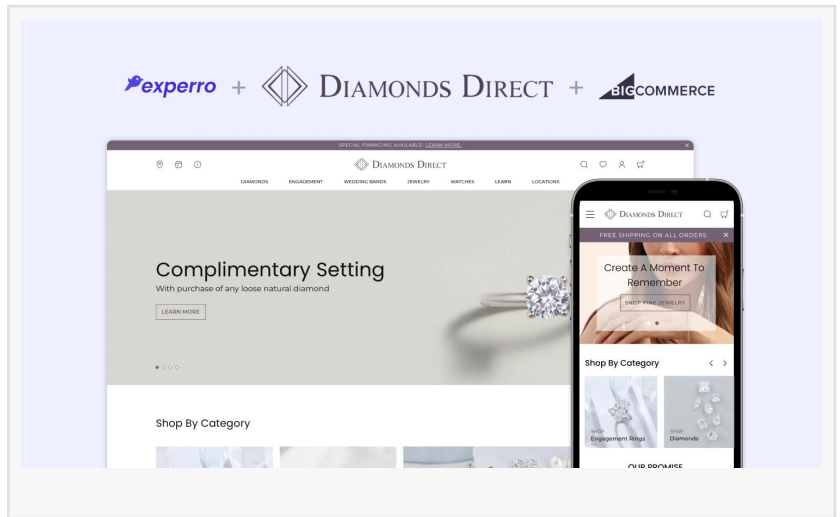 experro + DIAMONDS DIRECT + BIGCOMMERCE
SPECIAL FINANCING AVAILABLE! LEARN MORE.
DIAMONDS DIRECT
DIAMONDS ENGAGEMENT WEDDING BANDS JEWELRY WATCHES LEARN LOCATIONS
Complimentary Setting
With purchase of any loose natural diamond
LEARN MORE
Shop By Category
DIAMONDS DIRECT
FREE SHIPPING ON ALL ORDERS
Create A Moment To
Remember
SHOP FINE JEWELRY
Shop By Category
SHOP
Engagement Rings
SHOP
Diamonds
OUR PROMISE